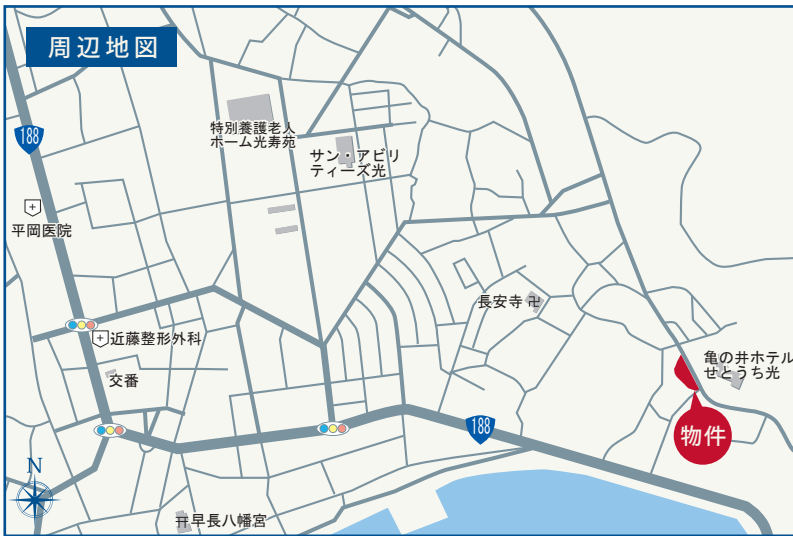 周辺地図
188
特別養護老人
ホーム光寿苑
サン・アビリ
ティーズ光
平岡医院
長安寺
近藤整形外科
亀の井ホテル
せとうち光
交番
188
物件
N
早長八幡宮